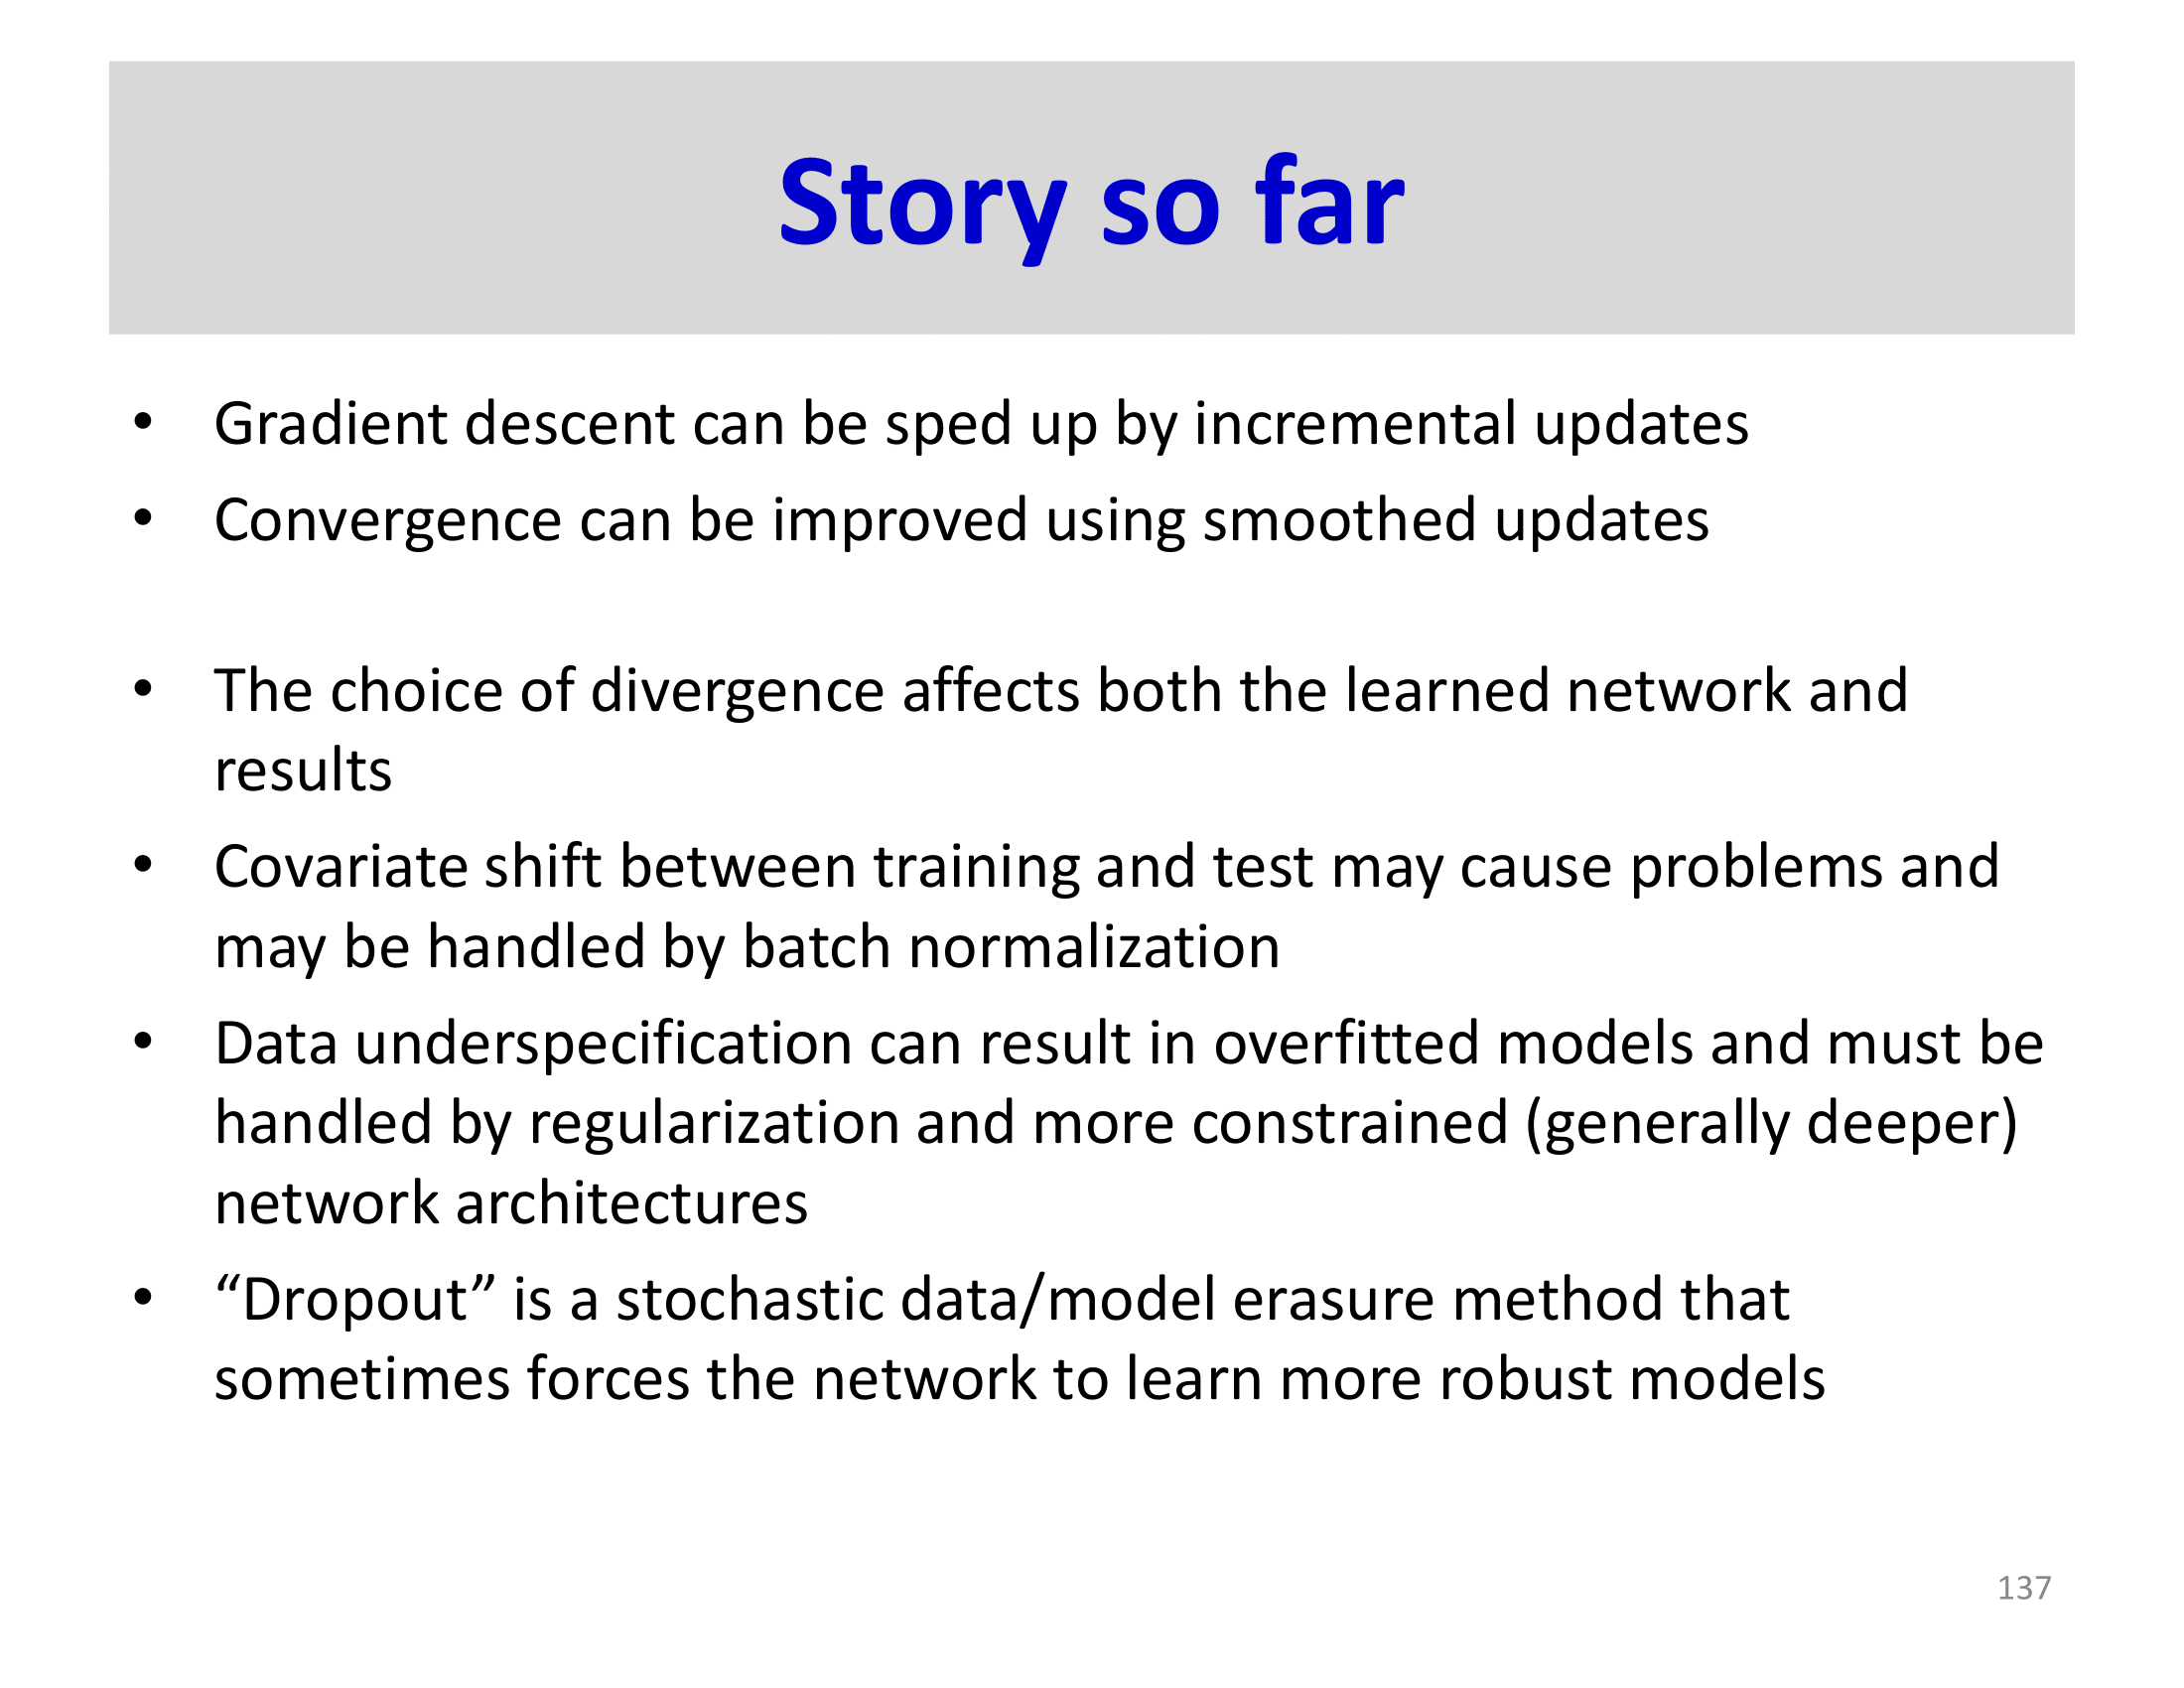 Story so far
• Gradient descent can be sped up by incremental updates
• Convergence can be improved using smoothed updates
• The choice of divergence affects both the learned network and
results
• Covariate shift between training and test may cause problems and
may be handled by batch normalization
• Data underspecification can result in overfitted models and must be
handled by regularization and more constrained (generally deeper)
network architectures
• “Dropout” is a stochastic data/model erasure method that
sometimes forces the network to learn more robust models
137